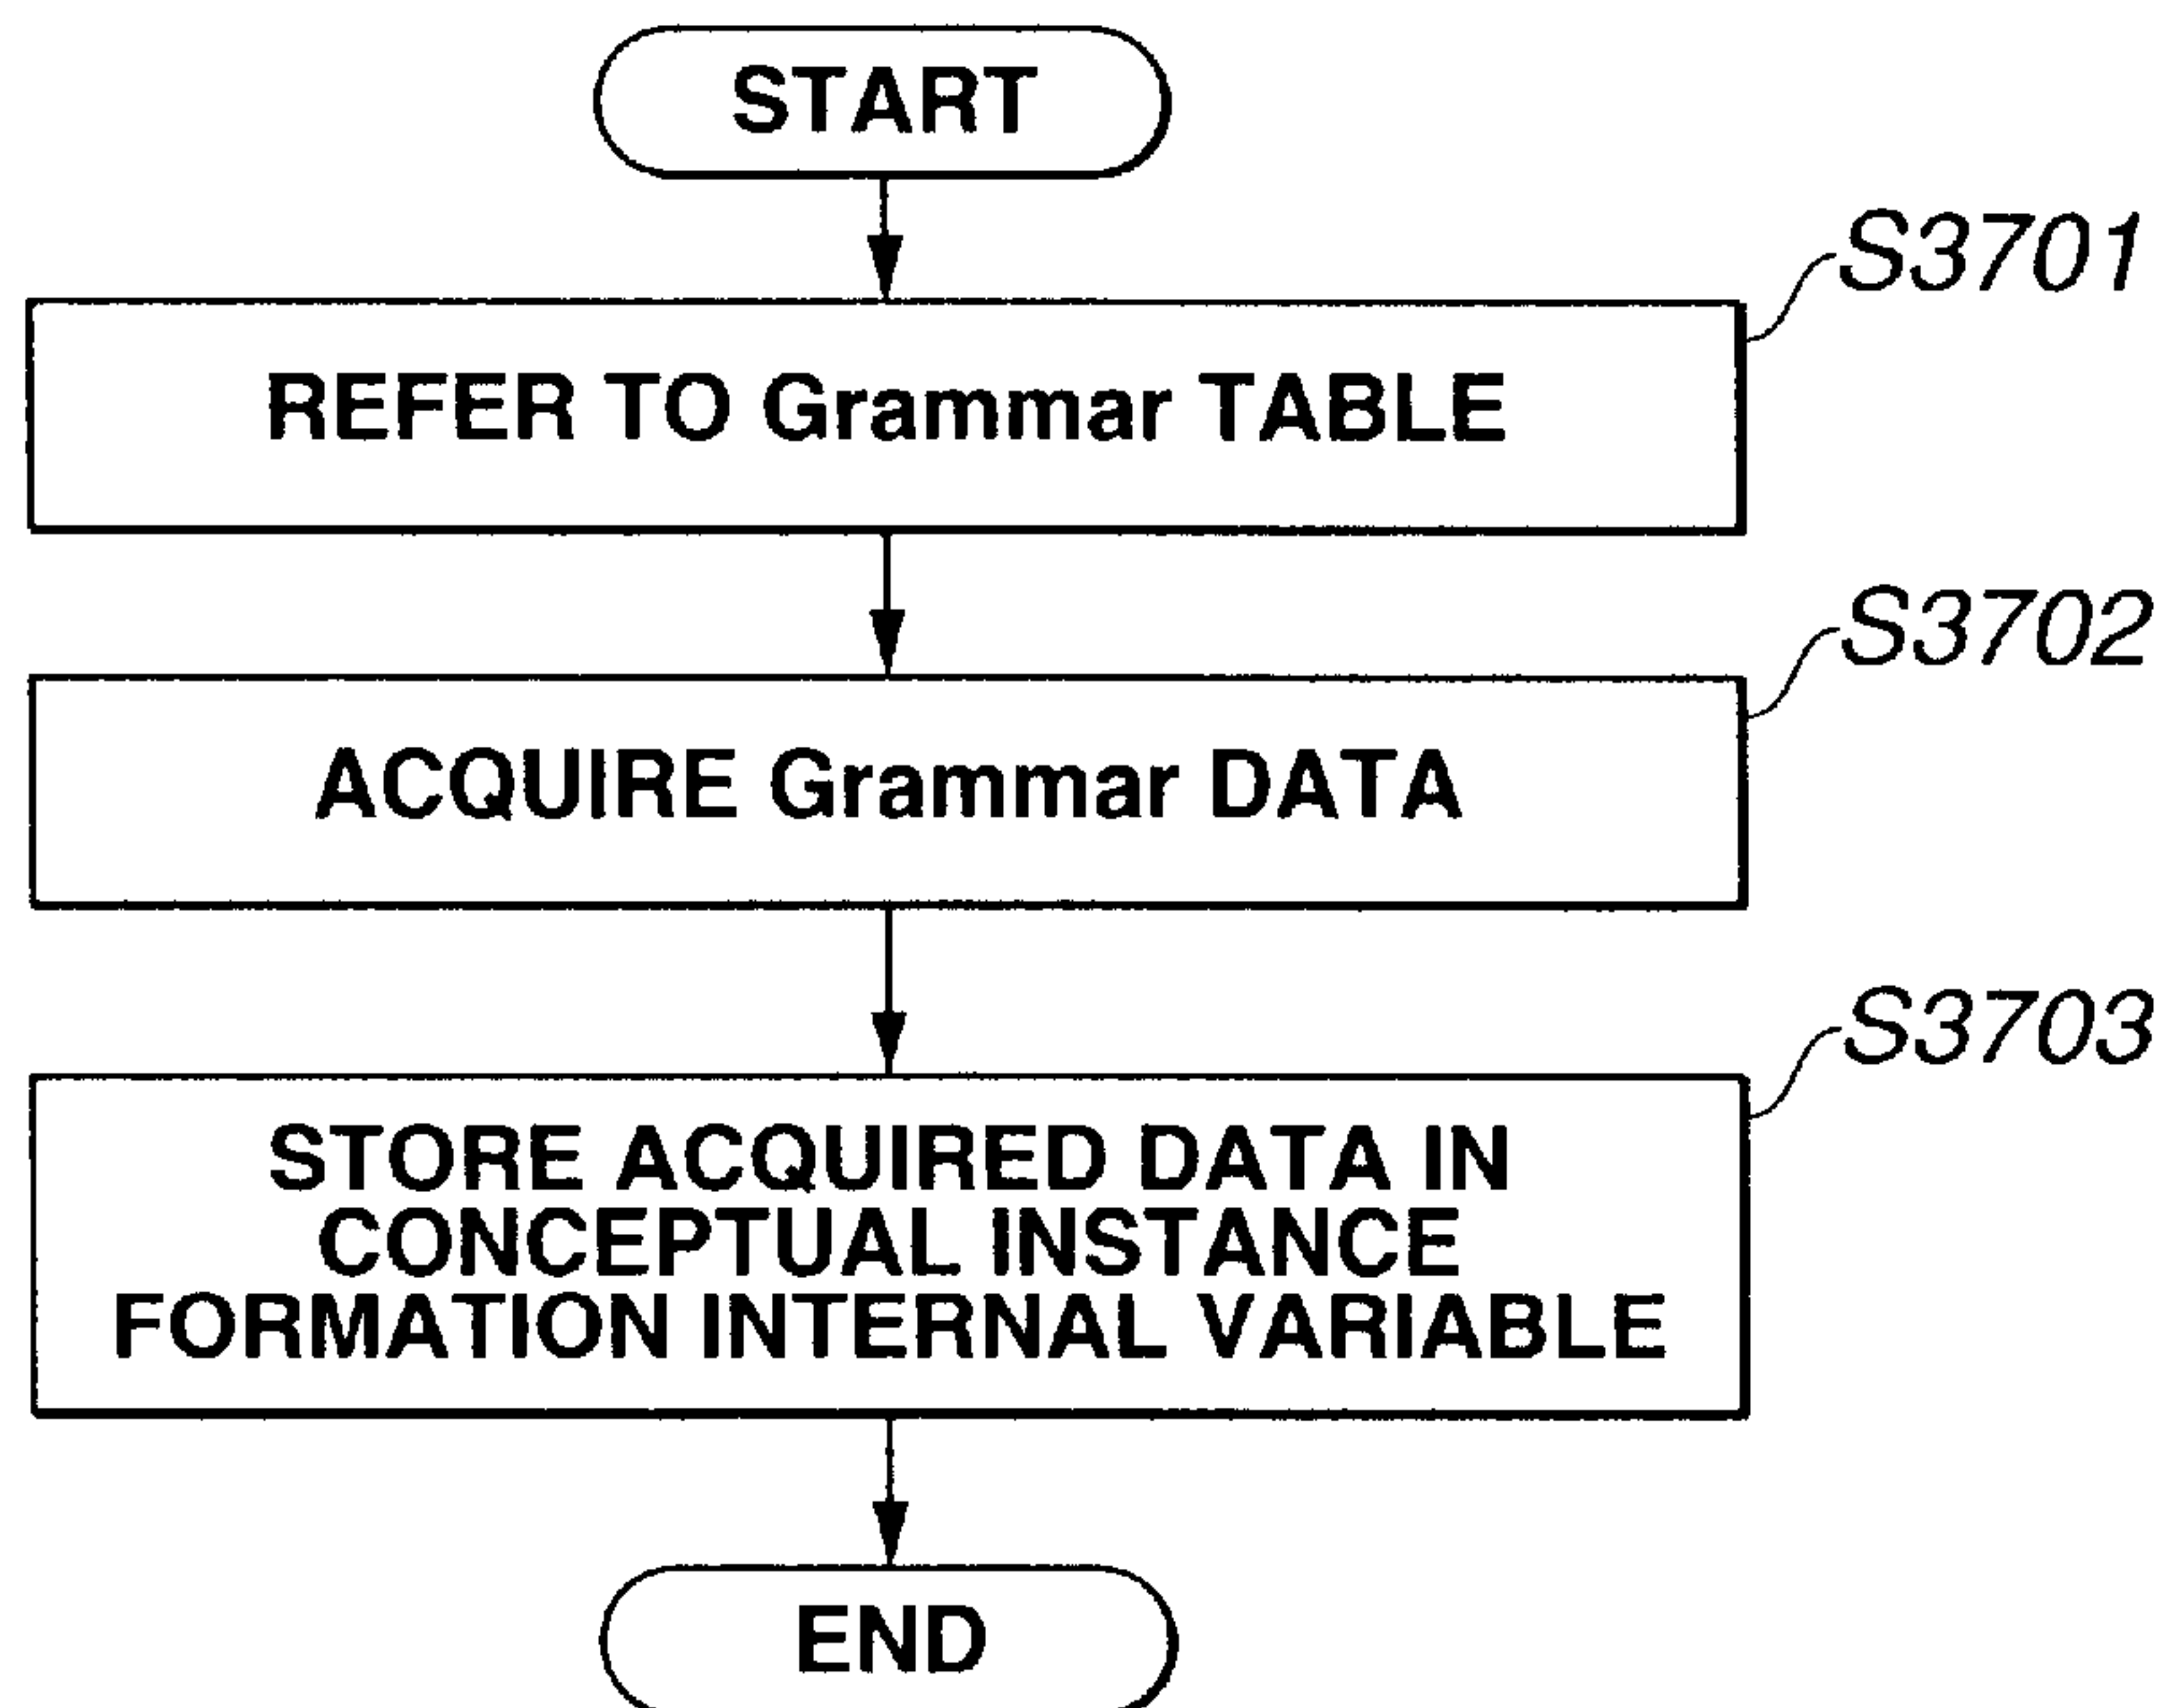 START
S3701
REFER TO Grammar TABLE
S3702
ACQUIRE Grammar DATA
S3703
STORE ACQUIRED DATA IN
CONCEPTUAL INSTANCE
FORMATION INTERNAL VARIABLE
END